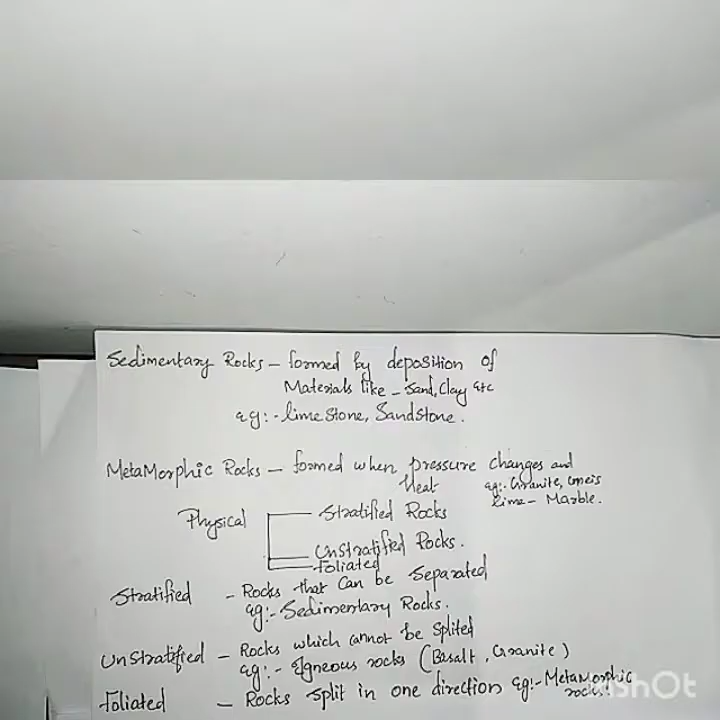 Sedimentary Rocks – formed by deposition of
Materials like – Sand, Clay etc
eg:- limestone, Sandstone.
MetaMorphic Rocks – formed when pressure changes and
Heat eg:- Granite, Gneis
lime – Marble.
Physical
Stratified Rocks
Unstratified Rocks.
Foliated
Stratified – Rocks that can be separated
eg:- Sedimentary Rocks.
Unstratified – Rocks which cannot be splited
eg:- Igneous rocks (Basalt, Granite)
foliated – Rocks split in one direction eg:- Metamorphic
rocks